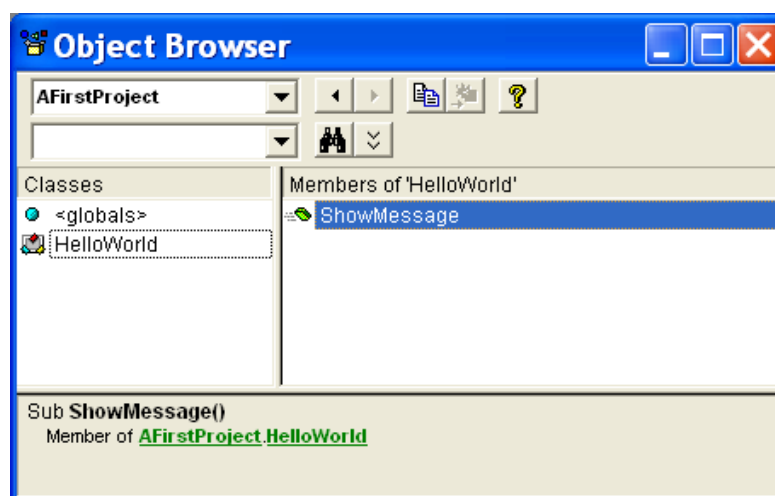 Object Browser
AFirstProject
Classes
Members of 'HelloWorld'
<globals>
ShowMessage
HelloWorld
Sub ShowMessage()
Member of AFirstProject.HelloWorld